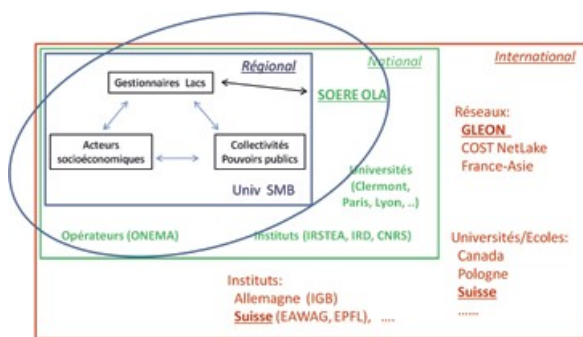 International
National
Régional
Gestionnaires Lacs
SOERE OLA
Acteurs
socioéconomiques
Collectivités
Pouvoirs publics
Univ SMB
Universités
(Clermont,
Paris, Lyon, ..)
Opérateurs (ONEMA)
Instituts (IRSTEA, IRD, CNRS)
Réseaux:
GLEON
COST NetLake
France-Asie
Universités/Ecoles:
Canada
Pologne
Suisse
......
Instituts:
Allemagne (IGB)
Suisse (EAWAG, EPFL), ....